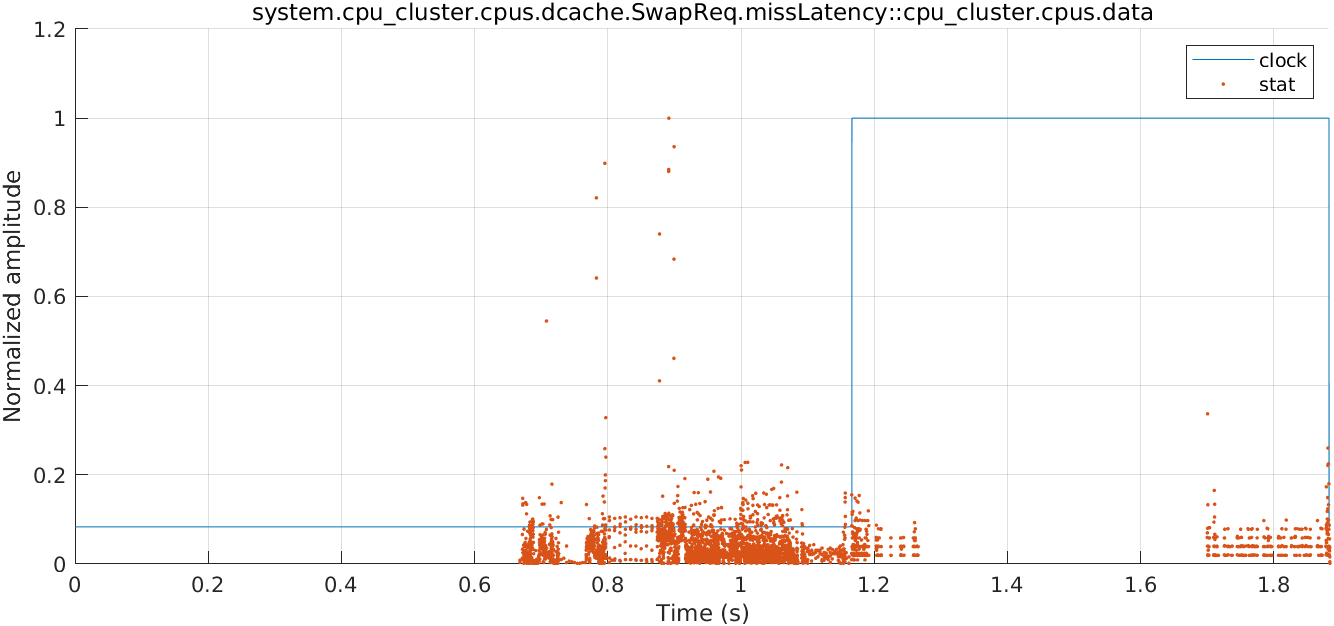 system.cpu_cluster.cpus.dcache.SwapReq.missLatency::cpu_cluster.cpus.data
1.2
1
0.8
0.6
0.4
0.2
0
Normalized amplitude
clock
stat
0 0.2 0.4 0.6 0.8 1 1.2 1.4 1.6 1.8
Time (s)